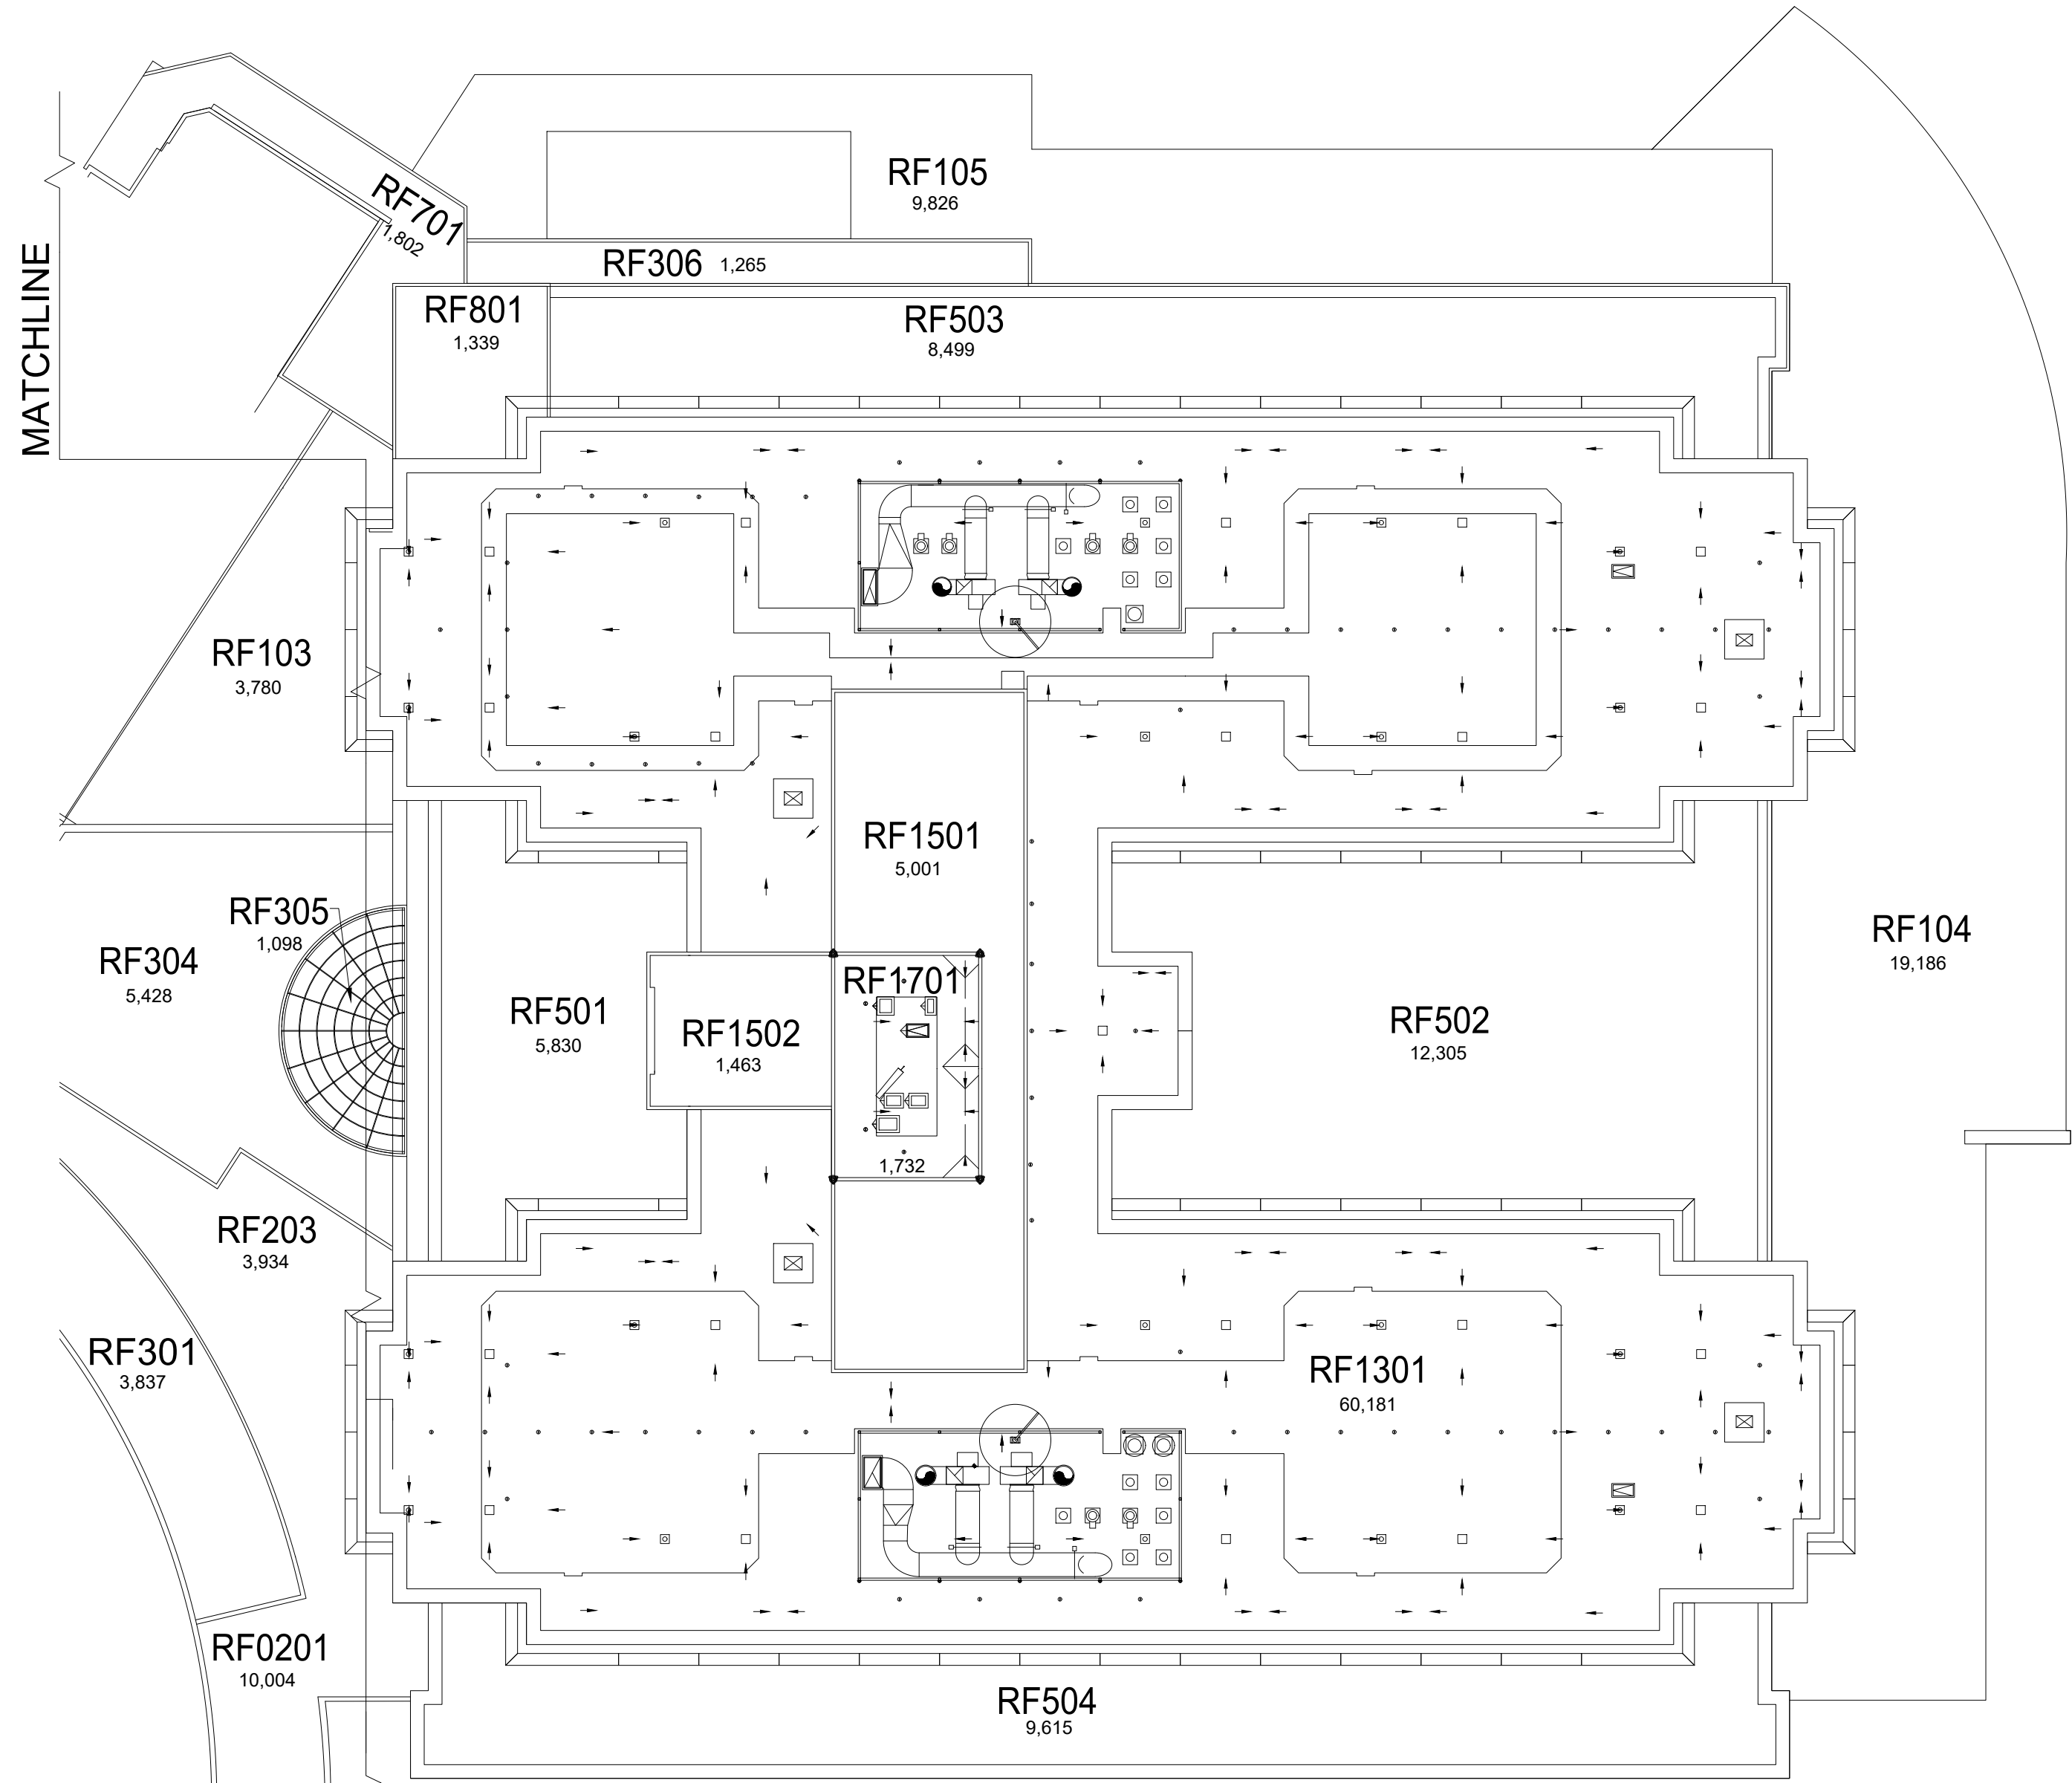 MATCHLINE
RF701
1,802
RF105
9,826
RF306 1,265
RF801
1,339
RF503
8,499
RF103
3,780
RF1501
5,001
RF305
1,098
RF304
5,428
RF501
5,830
RF1502
1,463
RF1701
1,732
RF502
12,305
RF104
19,186
RF203
3,934
RF301
3,837
RF1301
60,181
RF0201
10,004
RF504
9,615